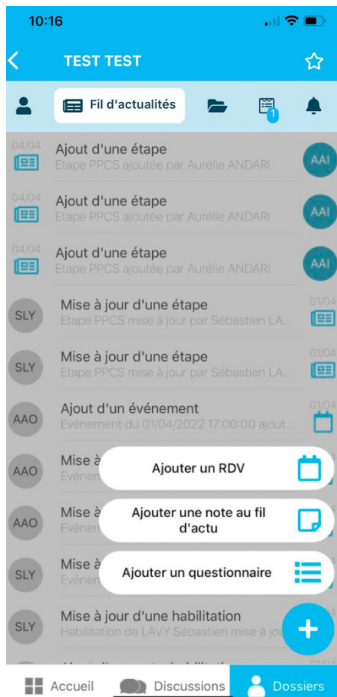 10:16
TEST TEST
Fil d'actualités
1
04/04
Ajout d'une étape
Etape PPCS ajoutée par Aurélie ANDARI
AAI
04/04
Ajout d'une étape
Etape PPCS ajoutée par Aurélie ANDARI
AAI
04/04
Ajout d'une étape
Etape PPCS ajoutée par Aurélie ANDARI
AAI
SLY
Mise à jour d'une étape
Etape PPCS mise à jour par Sébastien LA...
01/04
SLY
Mise à jour d'une étape
Etape PPCS mise à jour par Sébastien LA...
01/04
AAO
Ajout d'un événement
Evénement du 01/04/2022 17:00:00 ajout...
01/04
AAO
Mise à
Événem
Ajouter un RDV
AAO
Mise à
Événem
Ajouter une note au fil
d'actu
SLY
Mise à
Événem
Ajouter un questionnaire
SLY
Mise à jour d'une habilitation
Habilitation de LAVY Sébastien mise à jou
Accueil
Discussions
Dossiers